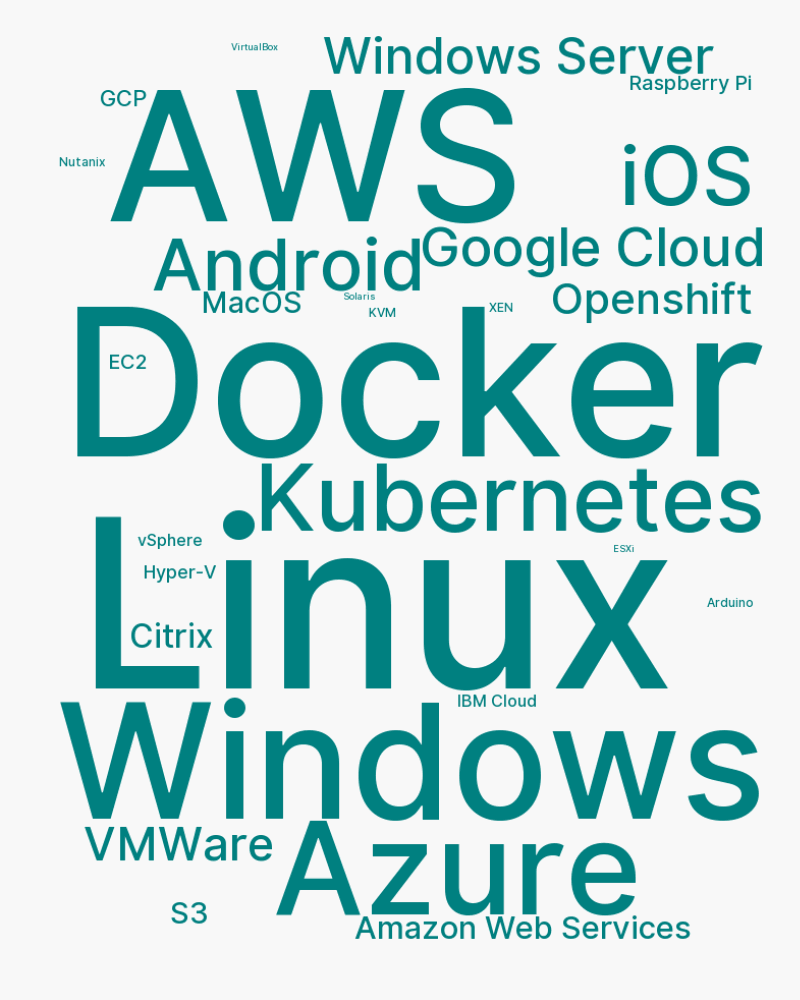 VirtualBox
Windows Server
Raspberry Pi
GCP
AWS
Nutanix
iOS
Android
Google Cloud
MacOS
Solaris
KVM
XEN
Openshift
Docker
EC2
Kubernetes
Linux
vSphere
ESXi
Hyper-V
Arduino
Citrix
IBM Cloud
Windows
VMWare
Azure
S3
Amazon Web Services